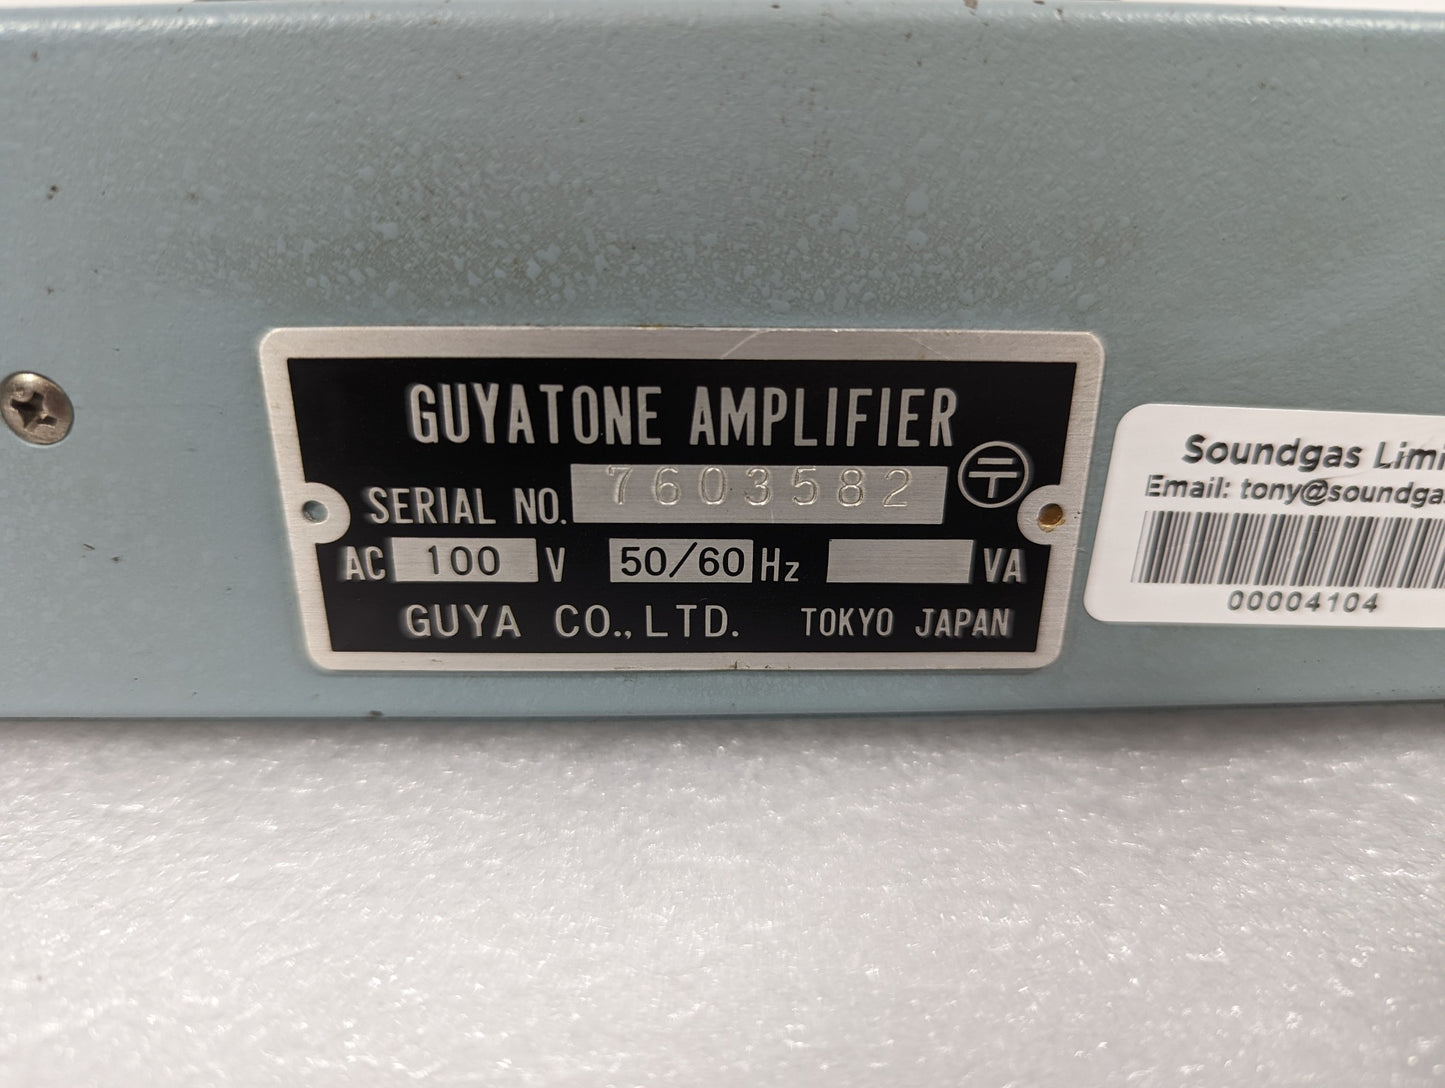 GUYATONE AMPLIFIER
SERIAL NO. 7603582
AC 100 V 50/60 Hz VA
GUYA CO., LTD. TOKYO JAPAN
Soundgas Limi
Email: tony@soundga
00004104